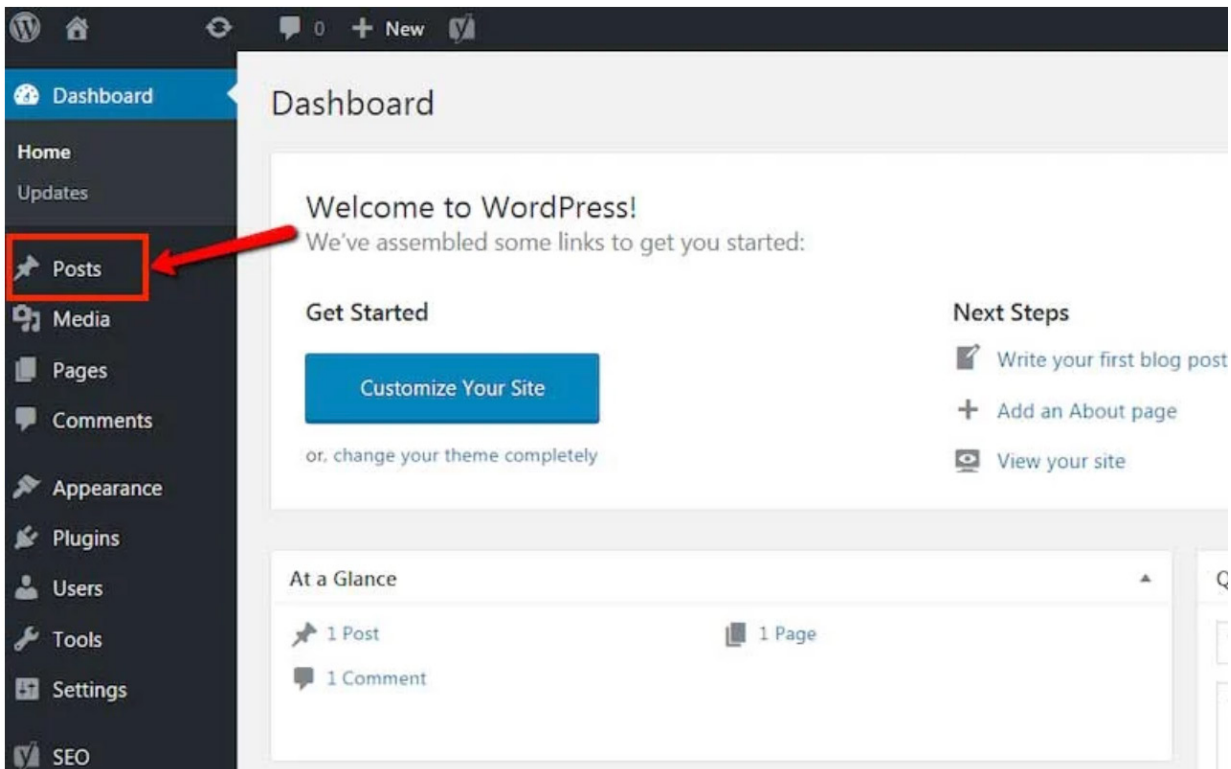 0
New
Dashboard
Home
Updates
Posts
Media
Pages
Comments
Appearance
Plugins
Users
Tools
Settings
SEO
Dashboard
Welcome to WordPress!
We've assembled some links to get you started:
Get Started
Customize Your Site
or, change your theme completely
Next Steps
Write your first blog post
Add an About page
View your site
At a Glance
1 Post
1 Page
1 Comment